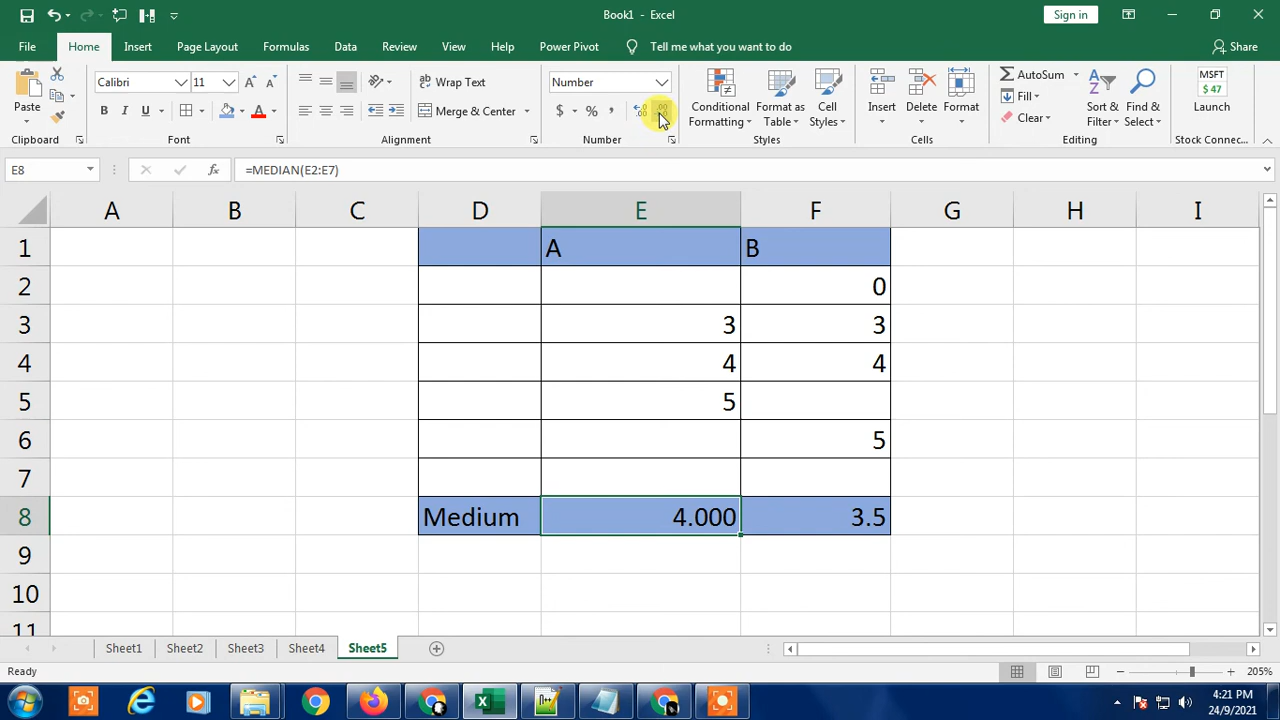 Book1 - Excel
Sign in
File Home Insert Page Layout Formulas Data Review View Help Power Pivot Tell me what you want to do Share
Calibri 11 Wrap Text Number AutoSum MSFT
$ 47
Paste B I U Merge & Center $ % , Conditional Formatting Format as Table Cell Styles Insert Delete Format Fill Clear Sort & Filter Find & Select Launch
Clipboard Font Alignment Number Styles Cells Editing Stock Connec...
E8 fx =MEDIAN(E2:E7)
A B C D E F G H I
1 A B
2 0
3 3 3
4 4 4
5 5
6 5
7
8 Medium 4.000 3.5
9
10
11
Sheet1 Sheet2 Sheet3 Sheet4 Sheet5
Ready 205%
4:21 PM
24/9/2021